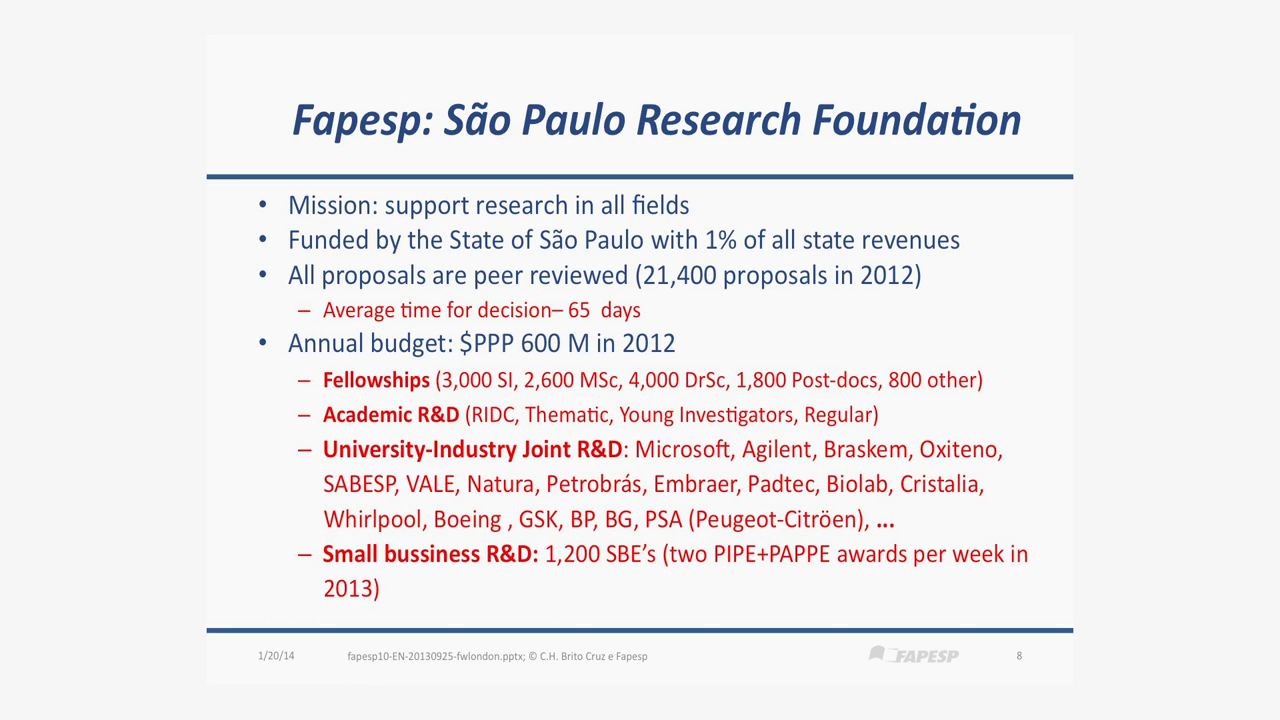 Fapesp: São Paulo Research Foundation
• Mission: support research in all fields
• Funded by the State of São Paulo with 1% of all state revenues
• All proposals are peer reviewed (21,400 proposals in 2012)
– Average time for decision– 65 days
• Annual budget: $PPP 600 M in 2012
– Fellowships (3,000 SI, 2,600 MSc, 4,000 DrSc, 1,800 Post-docs, 800 other)
– Academic R&D (RIDC, Thematic, Young Investigators, Regular)
– University-Industry Joint R&D: Microsoft, Agilent, Braskem, Oxiteno,
SABESP, VALE, Natura, Petrobrás, Embraer, Padtec, Biolab, Cristalia,
Whirlpool, Boeing , GSK, BP, BG, PSA (Peugeot-Citröen), ...
– Small bussiness R&D: 1,200 SBE’s (two PIPE+PAPPE awards per week in
2013)
1/20/14 fapesp10-EN-20130925-fwlondon.pptx; © C.H. Brito Cruz e Fapesp FAPESP 8